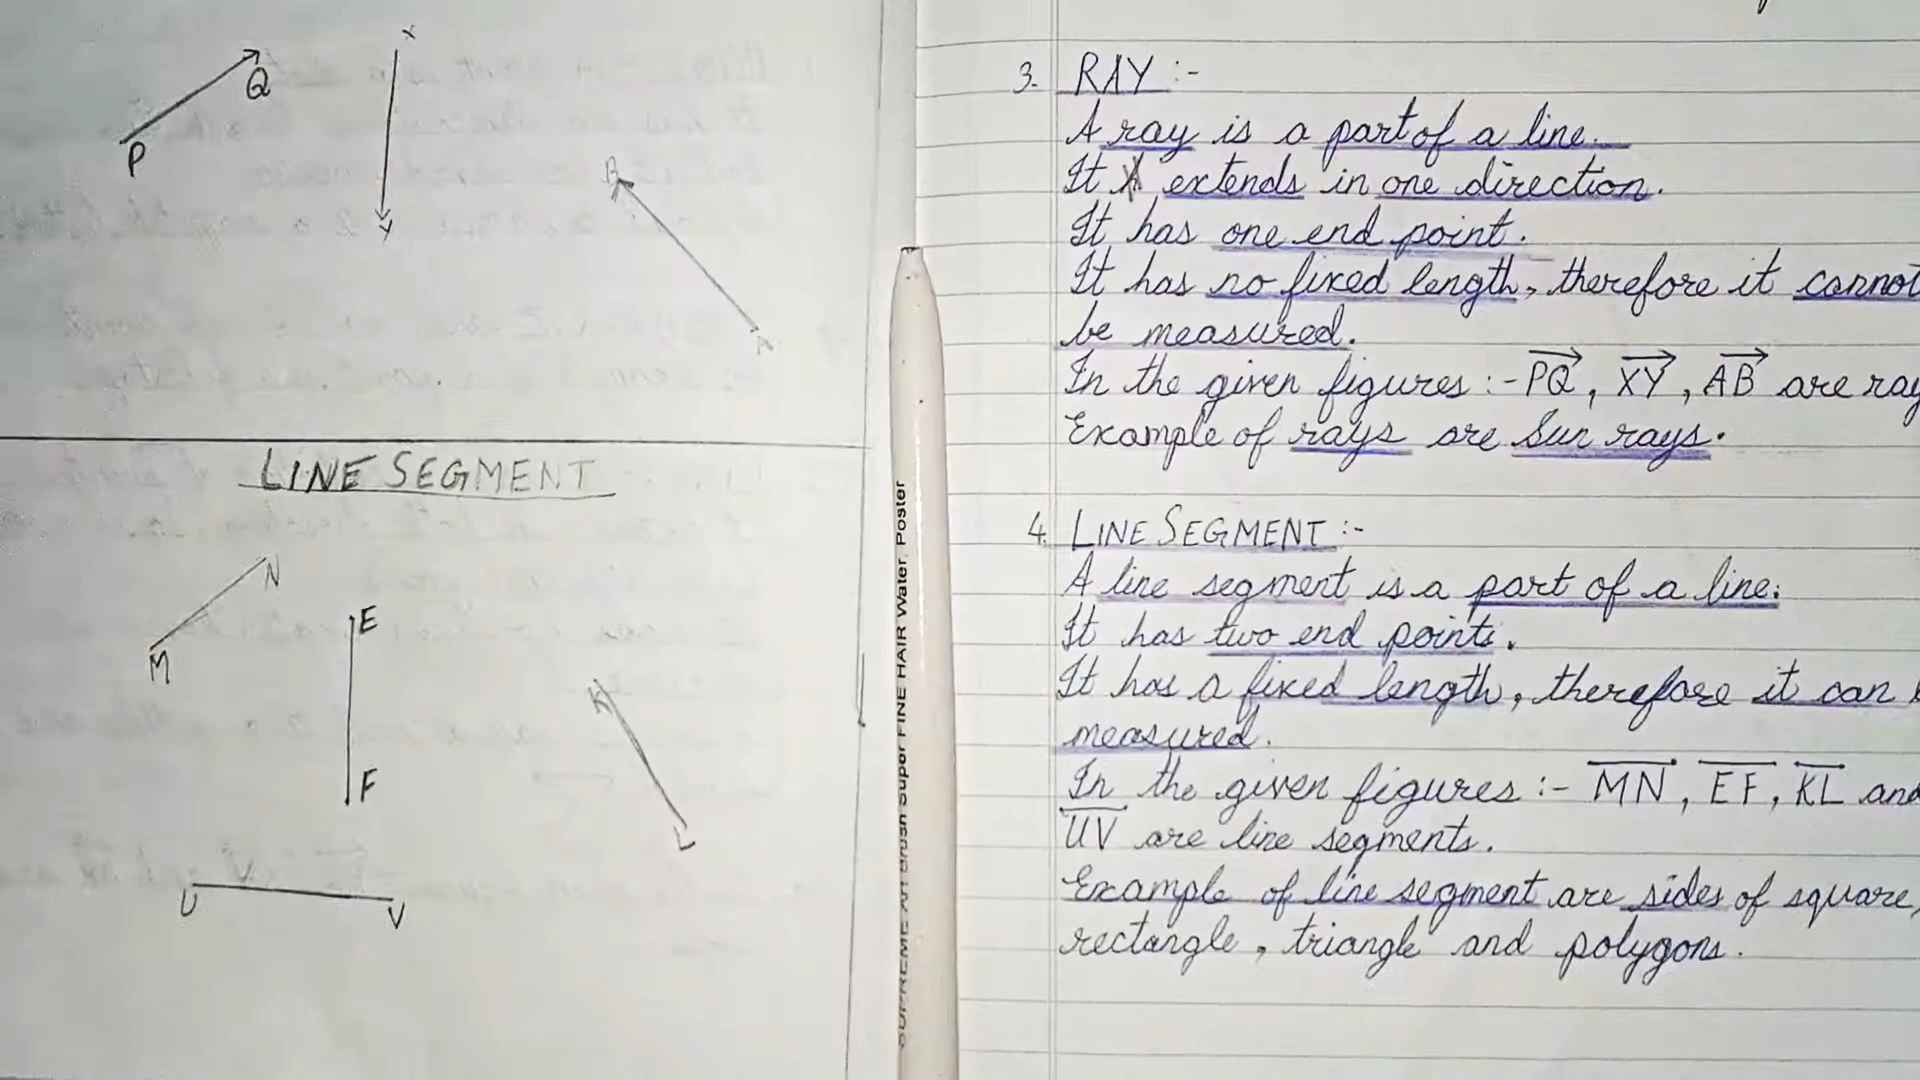 P
Q
X
Y
B
A
LINE SEGMENT
M
N
E
F
K
L
U
V
SUPREME Art Brush Super FINE HAIR Water, Poster
3. RAY :-
A ray is a part of a line.
It extends in one direction.
It has one end point.
It has no fixed length, therefore it cannot
be measured.
In the given figures :- PQ, XY, AB are ray
Example of rays are Sun rays.
4. LINE SEGMENT :-
A line segment is a part of a line.
It has two end points.
It has a fixed length, therefore it can
measured.
In the given figures :- MN, EF, KL and
UV are line segments.
Example of line segment are sides of square,
rectangle, triangle and polygons.